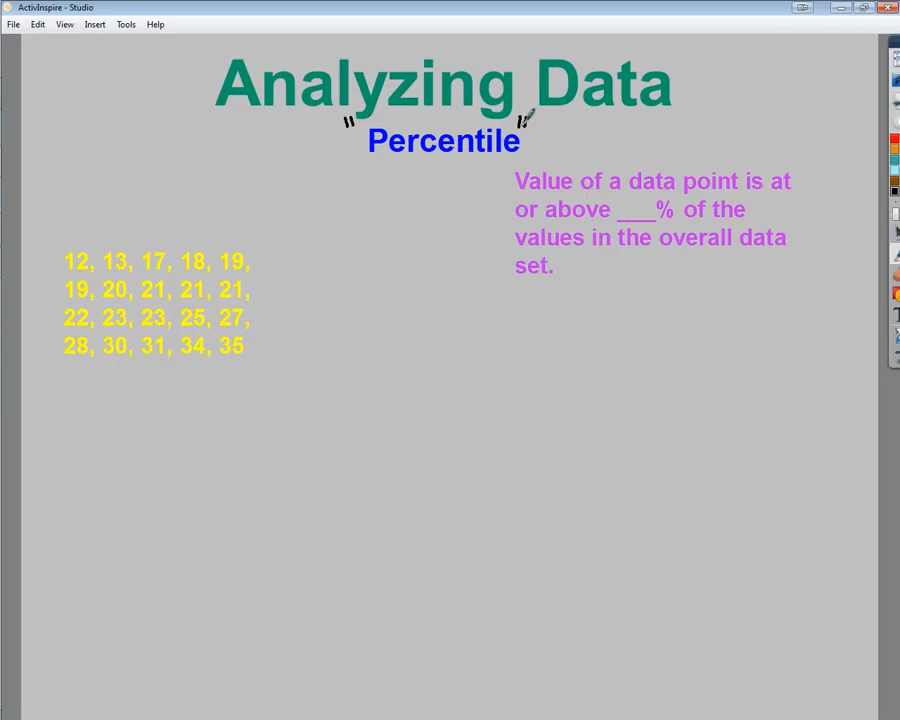 ActivInspire - Studio
File Edit View Insert Tools Help
Analyzing Data
" Percentile"
Value of a data point is at
or above ___% of the
values in the overall data
set.
12, 13, 17, 18, 19,
19, 20, 21, 21, 21,
22, 23, 23, 25, 27,
28, 30, 31, 34, 35